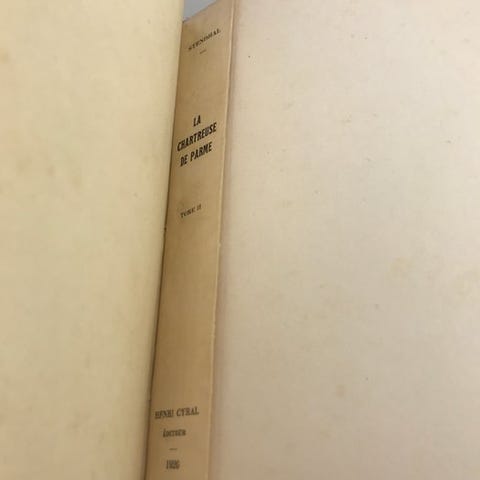 STENDHAL
LA
CHARTREUSE
DE PARME
TOME II
HENRI CYRAL
ÉDITEUR
1926